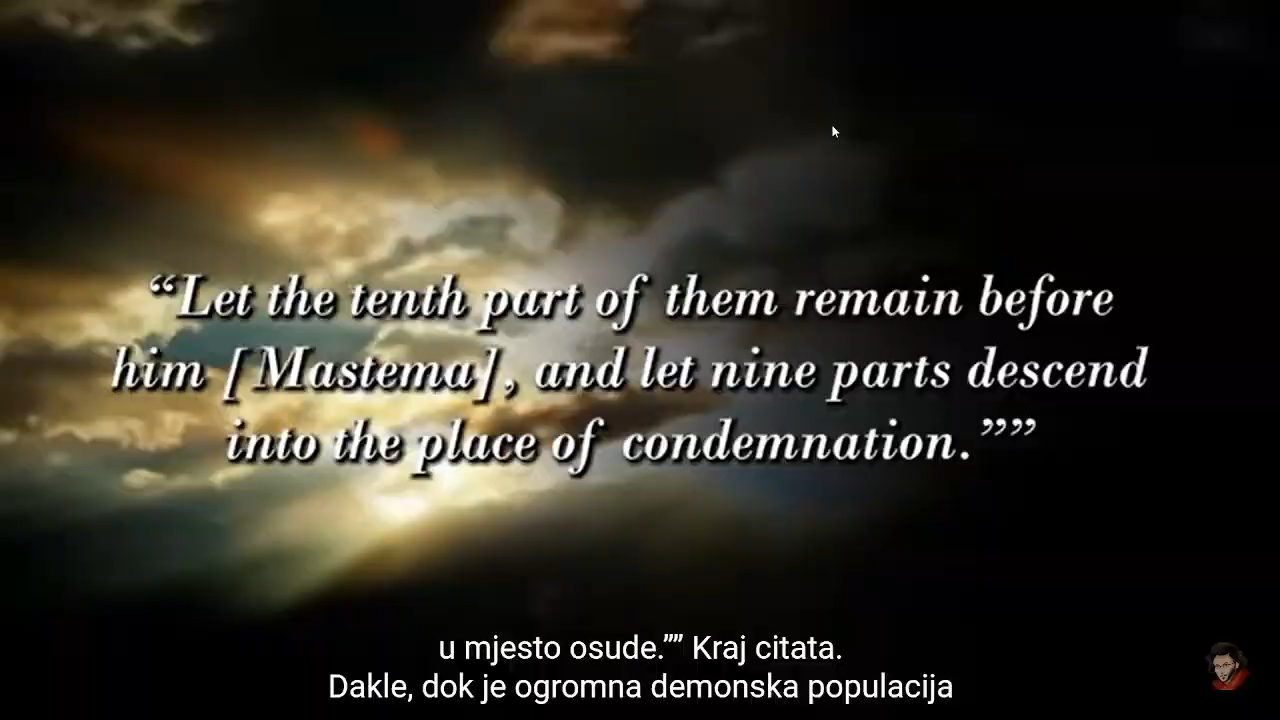 “Let the tenth part of them remain before
him [Mastema], and let nine parts descend
into the place of condemnation.””
u mjesto osude.”” Kraj citata.
Dakle, dok je ogromna demonska populacija